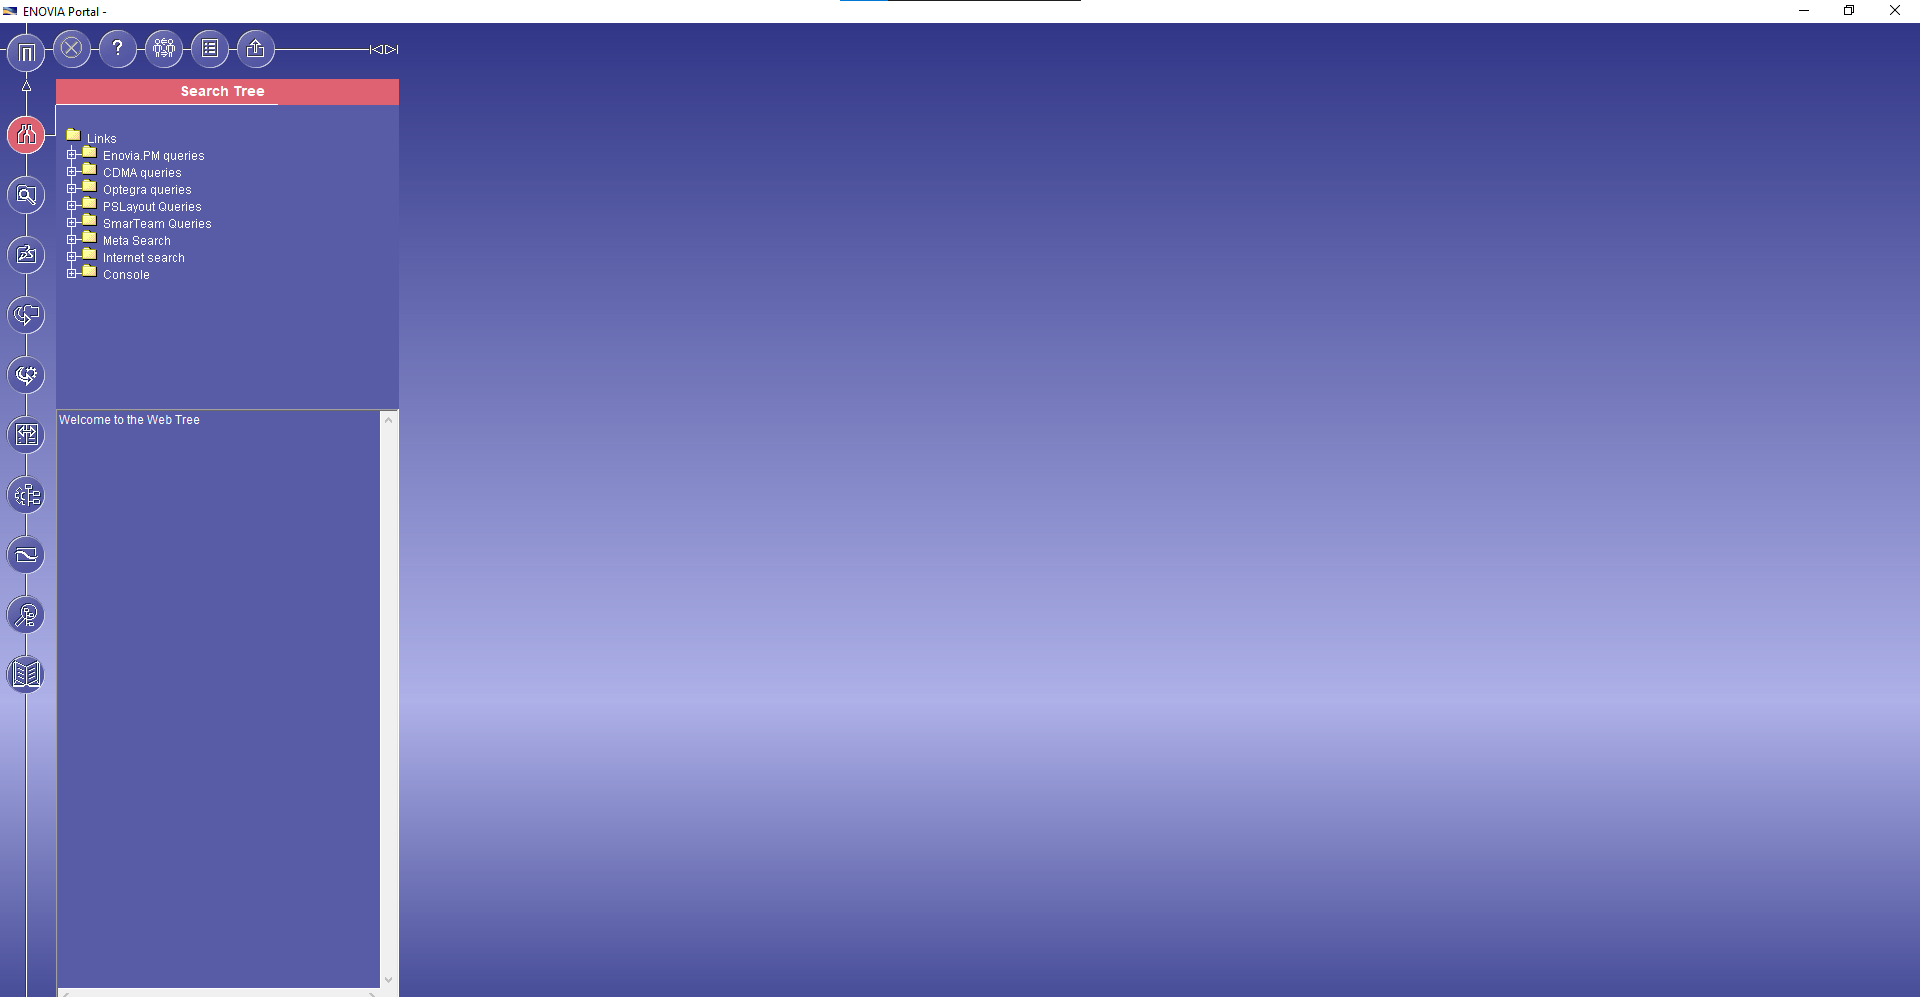 ENOVIA Portal -
?
Search Tree
Links
Enovia.PM queries
CDMA queries
Optegra queries
PSLayout Queries
SmarTeam Queries
Meta Search
Internet search
Console
Welcome to the Web Tree